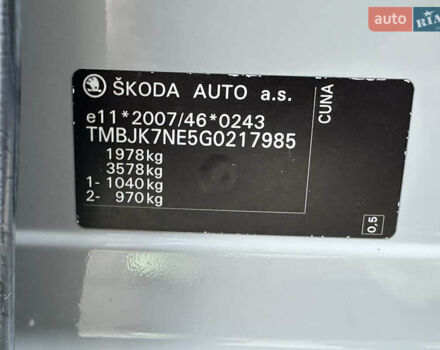 auto RIA
ŠKODA AUTO a.s.
e11*2007/46*0243
TMBJK7NE5G0217985
1978kg
3578kg
1- 1040kg
2- 970kg
CUNA
0,5